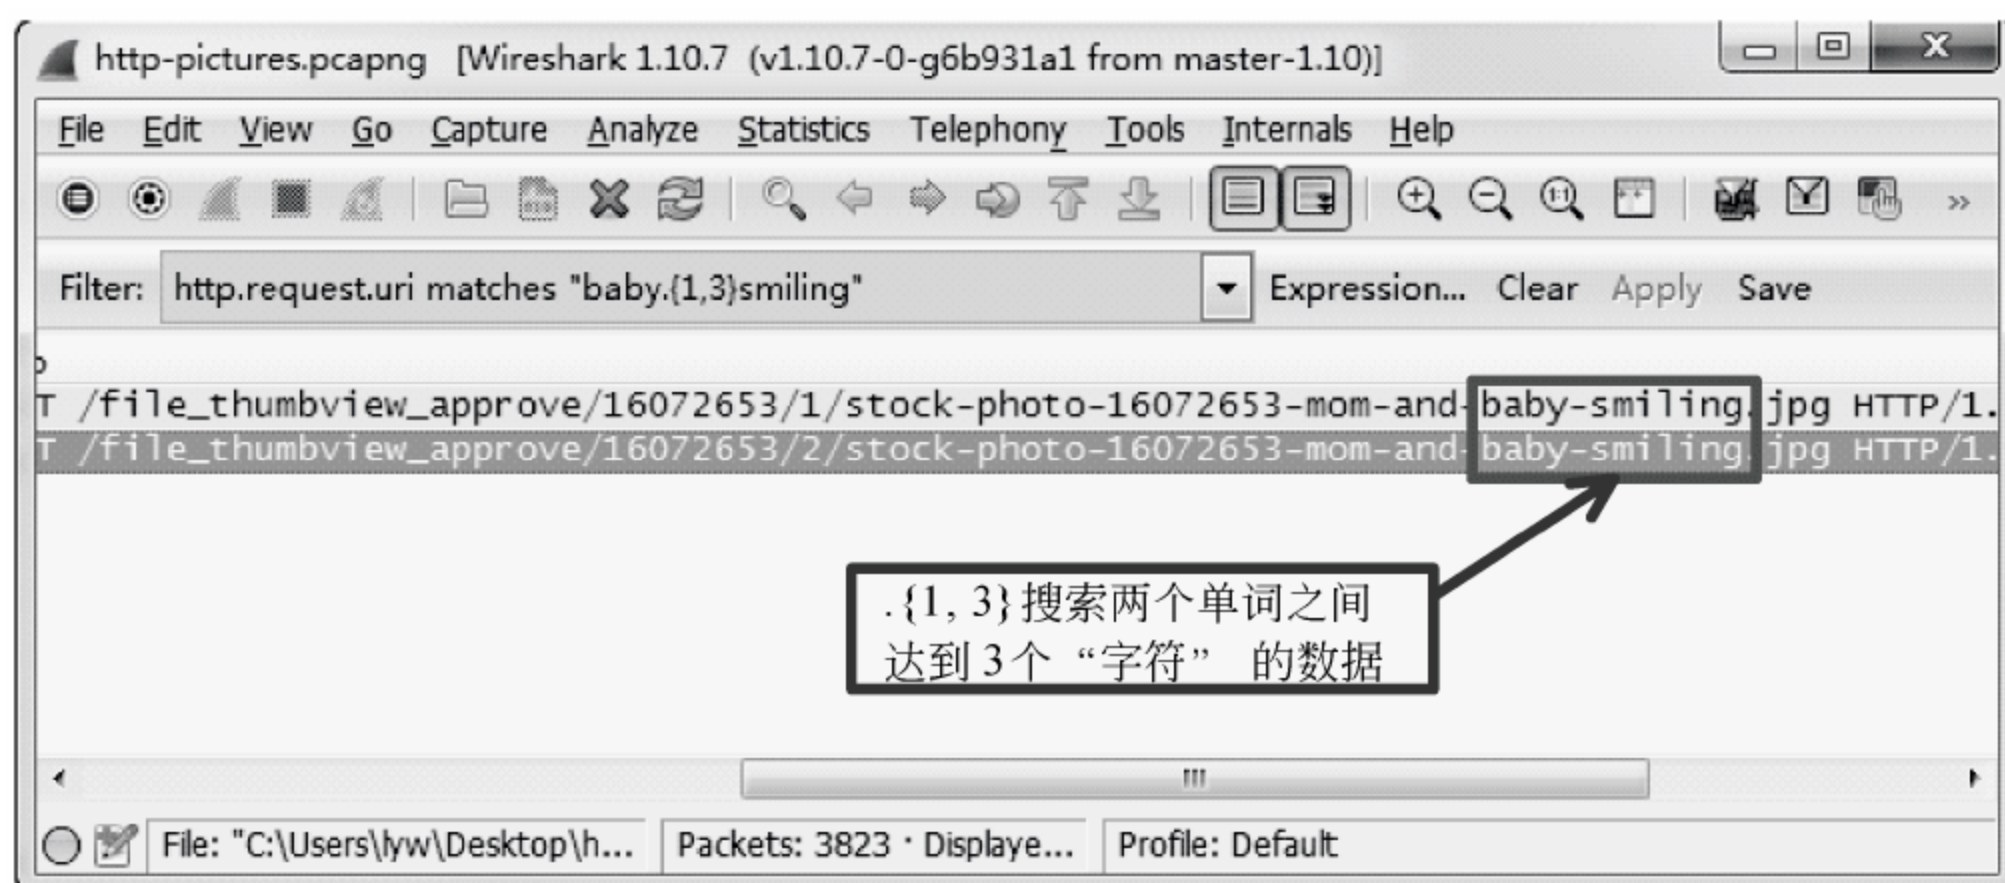 http-pictures.pcapng [Wireshark 1.10.7 (v1.10.7-0-g6b931a1 from master-1.10)]
File Edit View Go Capture Analyze Statistics Telephony Tools Internals Help
Filter: http.request.uri matches "baby.{1,3}smiling" Expression... Clear Apply Save
T /file_thumbview_approve/16072653/1/stock-photo-16072653-mom-and-baby-smiling.jpg HTTP/1.
T /file_thumbview_approve/16072653/2/stock-photo-16072653-mom-and-baby-smiling.jpg HTTP/1.
.{1, 3}搜索两个单词之间
达到3个“字符” 的数据
File: "C:\Users\lyw\Desktop\h... Packets: 3823 · Displaye... Profile: Default